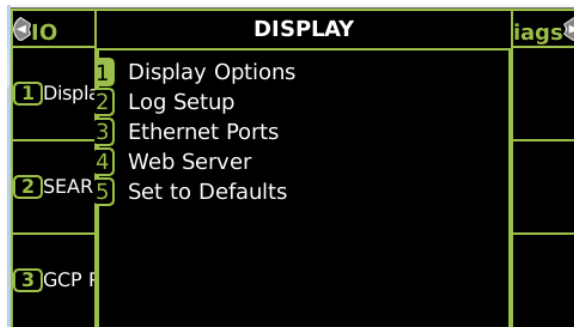 IO
DISPLAY
iags
1 Display Options
2 Log Setup
3 Ethernet Ports
4 Web Server
5 Set to Defaults
1 Displa
2 SEAR
3 GCP